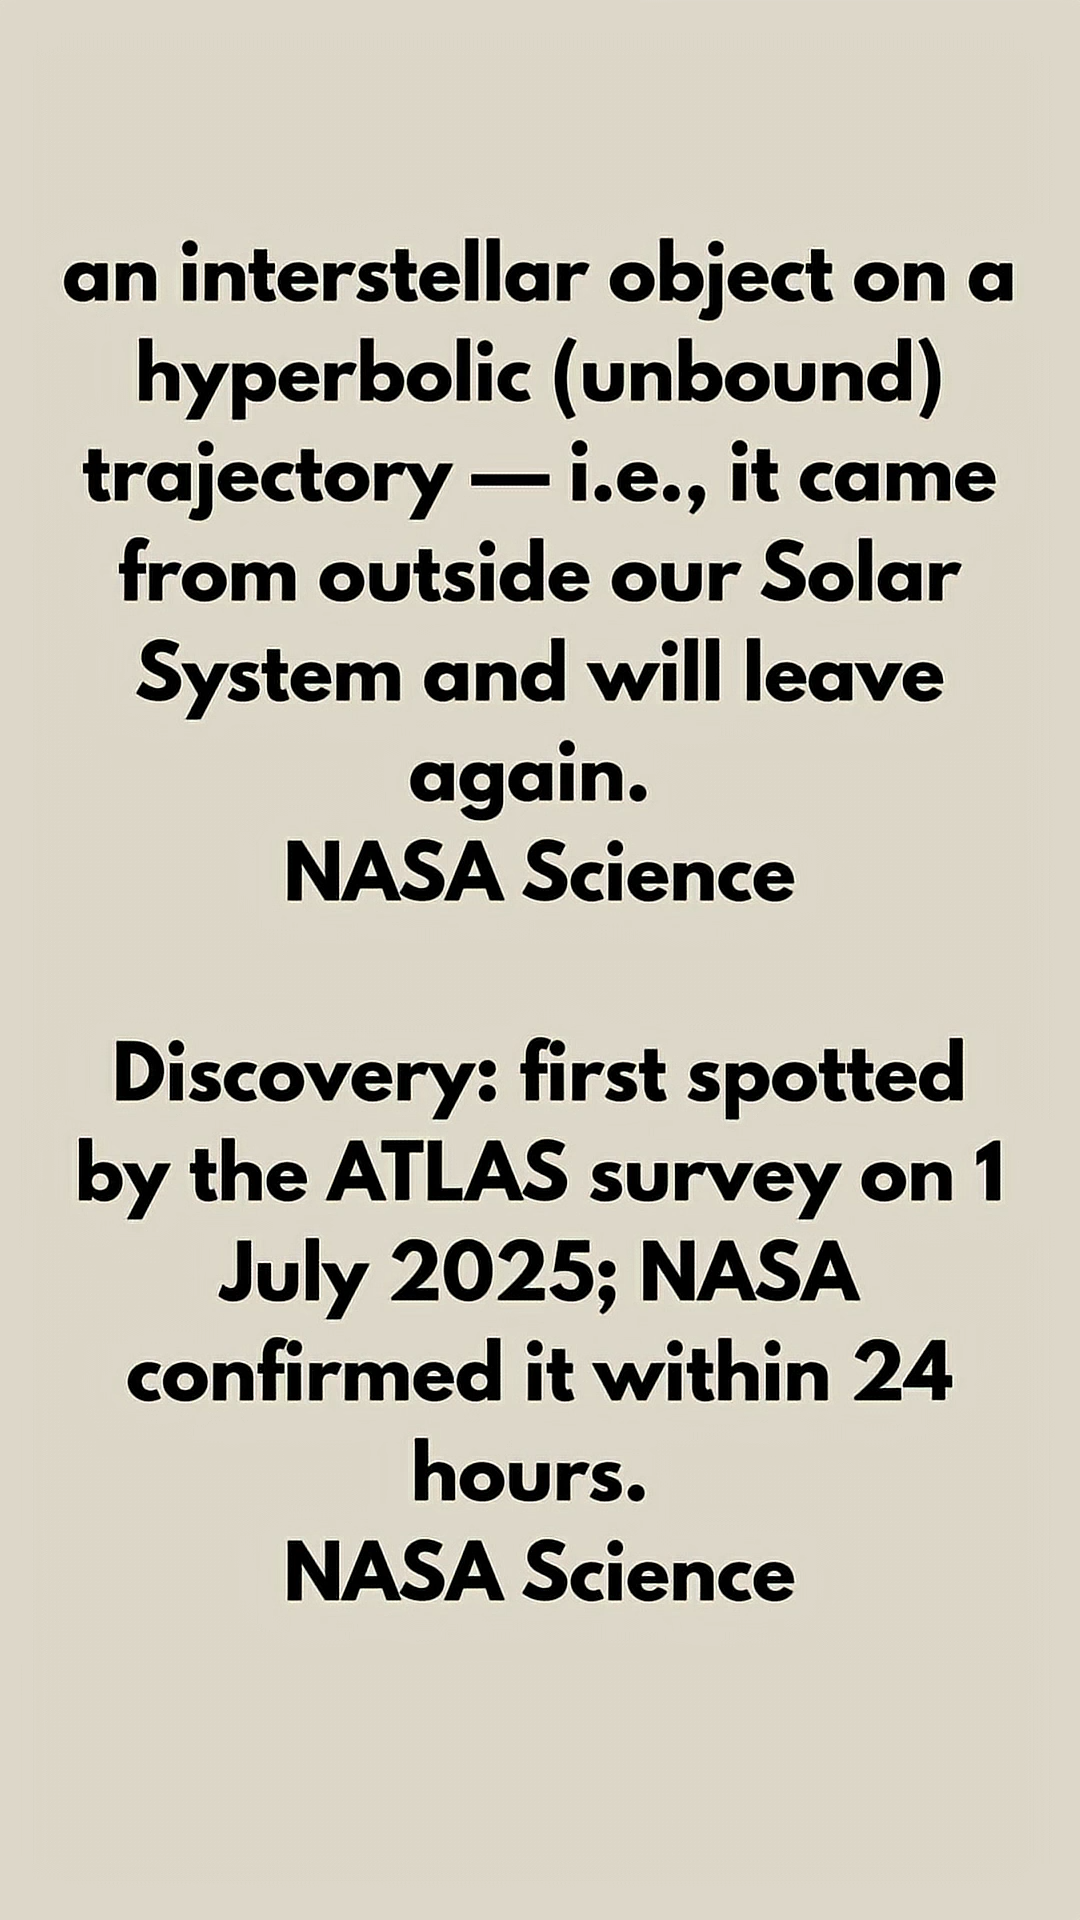 an interstellar object on a
hyperbolic (unbound)
trajectory — i.e., it came
from outside our Solar
System and will leave
again.
NASA Science
Discovery: first spotted
by the ATLAS survey on 1
July 2025; NASA
confirmed it within 24
hours.
NASA Science